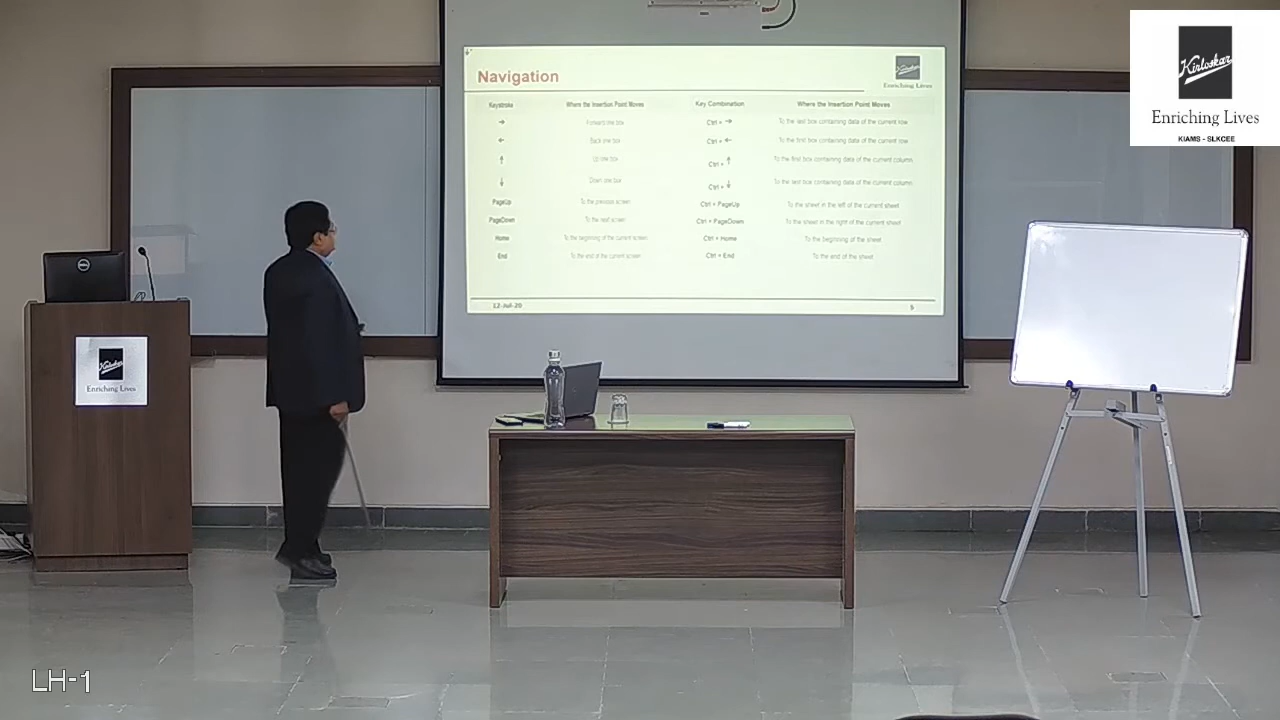 Navigation
Kirloskar
Enriching Lives
Keystroke Where the Insertion Point Moves Key Combination Where the Insertion Point Moves
→ Forward one box Ctrl + → To the last box containing data of the current row
← Back one box Ctrl + ← To the first box containing data of the current row
↑ Up one box Ctrl + ↑ To the first box containing data of the current column
↓ Down one box Ctrl + ↓ To the last box containing data of the current column
PageUp To the previous screen Ctrl + PageUp To the sheet in the left of the current sheet
PageDown To the next screen Ctrl + PageDown To the sheet in the right of the current sheet
Home To the beginning of the current screen Ctrl + Home To the beginning of the sheet
End To the end of the current screen Ctrl + End To the end of the sheet
12-Jul-20 5
Kirloskar
Enriching Lives
KIAMS - SLKCEE
DELL
Kirloskar
Enriching Lives
LH-1